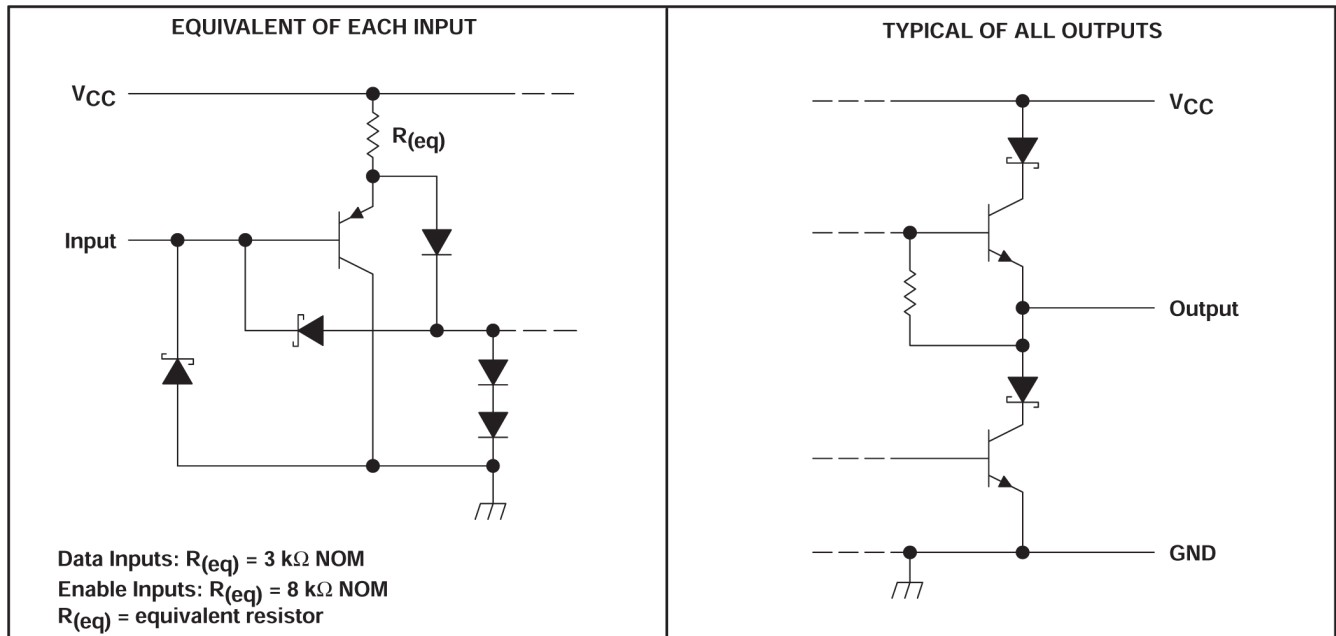 EQUIVALENT OF EACH INPUT
VCC
R(eq)
Input
Data Inputs: R(eq) = 3 kΩ NOM
Enable Inputs: R(eq) = 8 kΩ NOM
R(eq) = equivalent resistor
TYPICAL OF ALL OUTPUTS
VCC
Output
GND